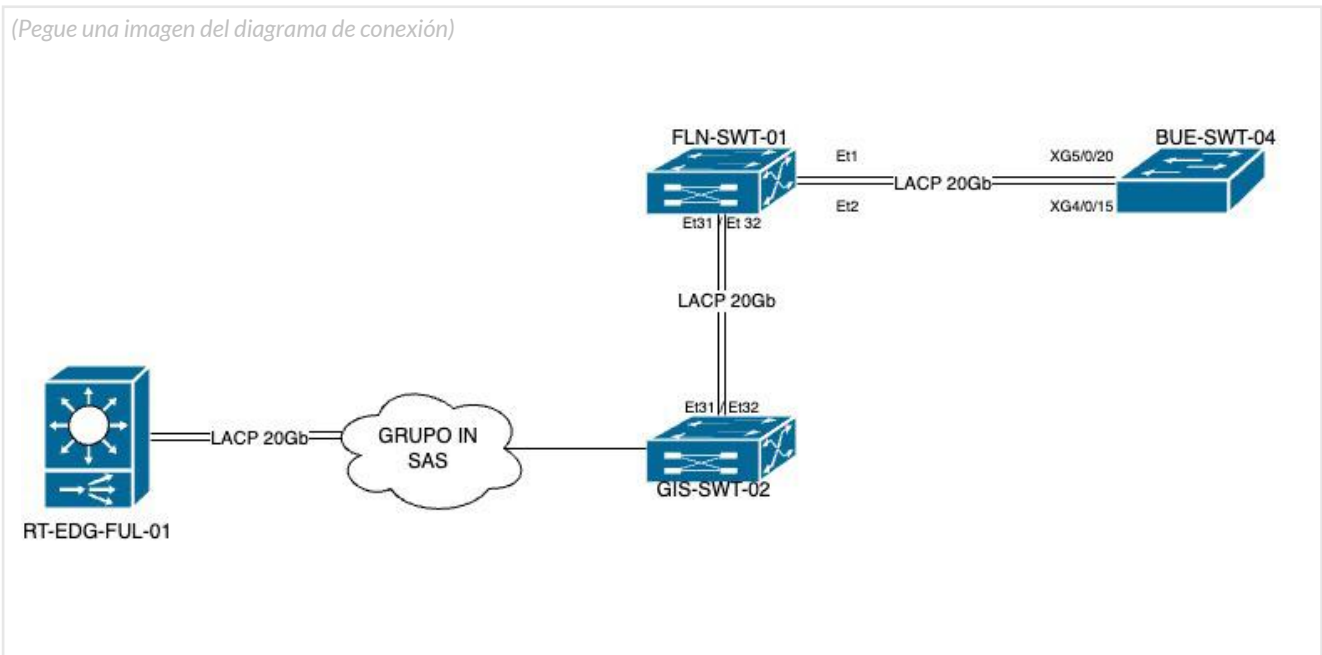 (Pegue una imagen del diagrama de conexión)
FLN-SWT-01
BUE-SWT-04
Et1
XG5/0/20
LACP 20Gb
Et2
XG4/0/15
Et31 / Et 32
LACP 20Gb
Et31 / Et32
LACP 20Gb
GRUPO IN
SAS
GIS-SWT-02
RT-EDG-FUL-01